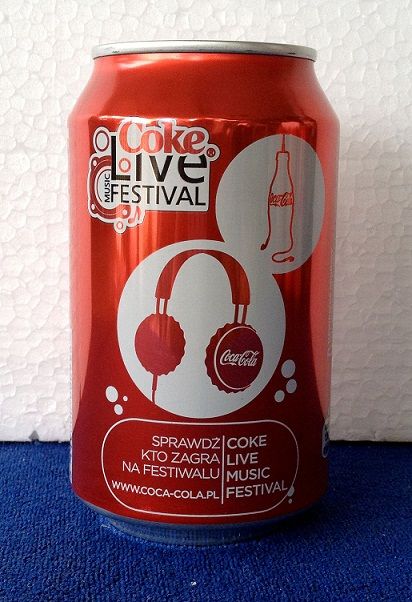 Coke
Live
MUSIC
FESTIVAL
Coca-Cola
Coca-Cola
SPRAWDŹ
KTO ZAGRA
NA FESTIWALU
WWW.COCA-COLA.PL
COKE
LIVE
MUSIC
FESTIVAL